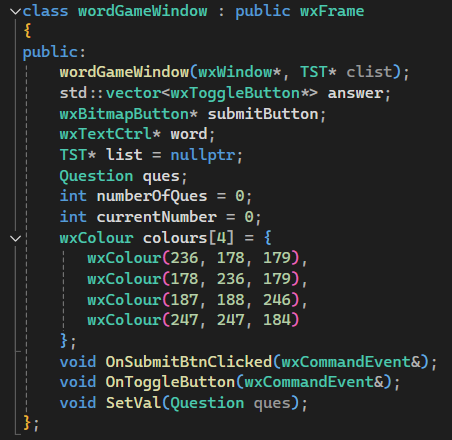 class wordGameWindow : public wxFrame
{
public:
    wordGameWindow(wxWindow*, TST* clist);
    std::vector<wxToggleButton*> answer;
    wxBitmapButton* submitButton;
    wxTextCtrl* word;
    TST* list = nullptr;
    Question ques;
    int numberOfQues = 0;
    int currentNumber = 0;
    wxColour colours[4] = {
        wxColour(236, 178, 179),
        wxColour(178, 236, 179),
        wxColour(187, 188, 246),
        wxColour(247, 247, 184)
    };
    void OnSubmitBtnClicked(wxCommandEvent&);
    void OnToggleButton(wxCommandEvent&);
    void SetVal(Question ques);
};